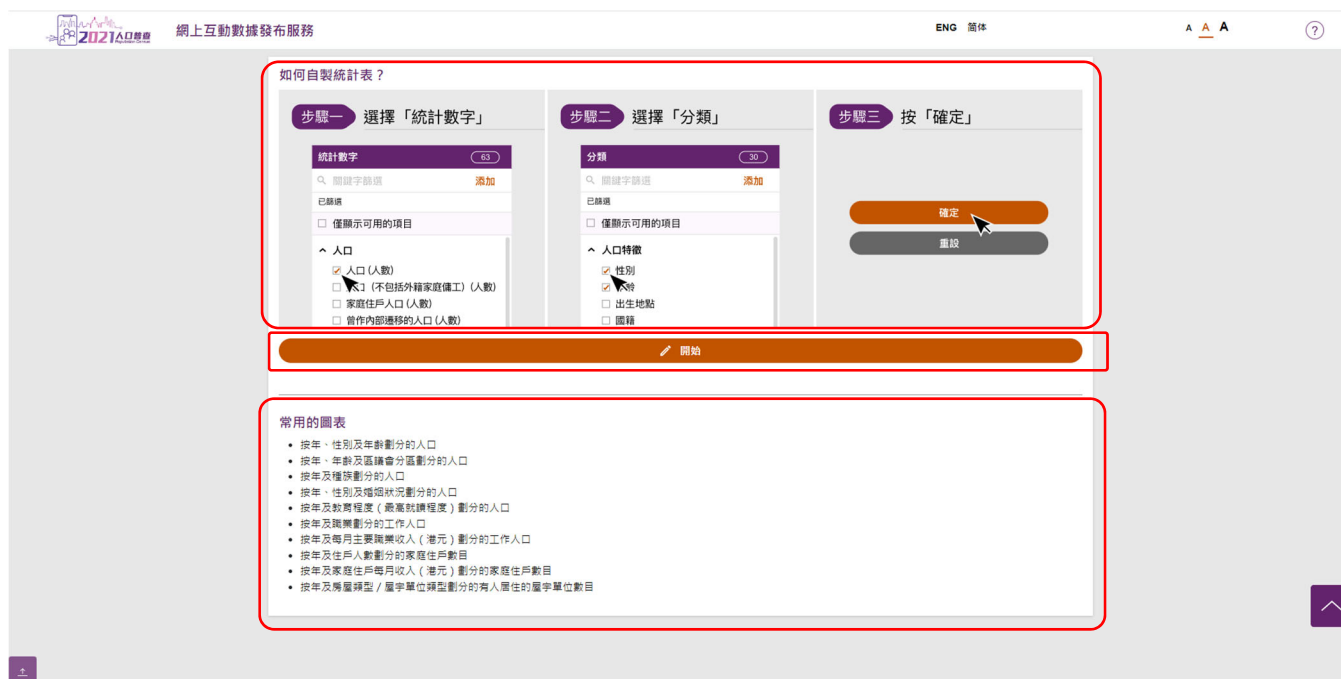 2021人口普查
Population Census
網上互動數據發布服務
ENG 简体
A A A
?
如何自製統計表？
步驟一 選擇「統計數字」
統計數字 63
關鍵字篩選 添加
已篩選
僅顯示可用的項目
人口
人口 (人數)
（不包括外籍家庭傭工）(人數)
家庭住戶人口 (人數)
曾作內部遷移的人口 (人數)
步驟二 選擇「分類」
分類 30
關鍵字篩選 添加
已篩選
僅顯示可用的項目
人口特徵
性別
出生地點
國籍
步驟三 按「確定」
確定
重設
開始
常用的圖表
• 按年、性別及年齡劃分的人口
• 按年、年齡及區議會分區劃分的人口
• 按年及種族劃分的人口
• 按年、性別及婚姻狀況劃分的人口
• 按年及教育程度（最高就讀程度）劃分的人口
• 按年及職業劃分的工作人口
• 按年及每月主要職業收入（港元）劃分的工作人口
• 按年及住戶人數劃分的家庭住戶數目
• 按年及家庭住戶每月收入（港元）劃分的家庭住戶數目
• 按年及房屋類型／屋宇單位類型劃分的有人居住的屋宇單位數目